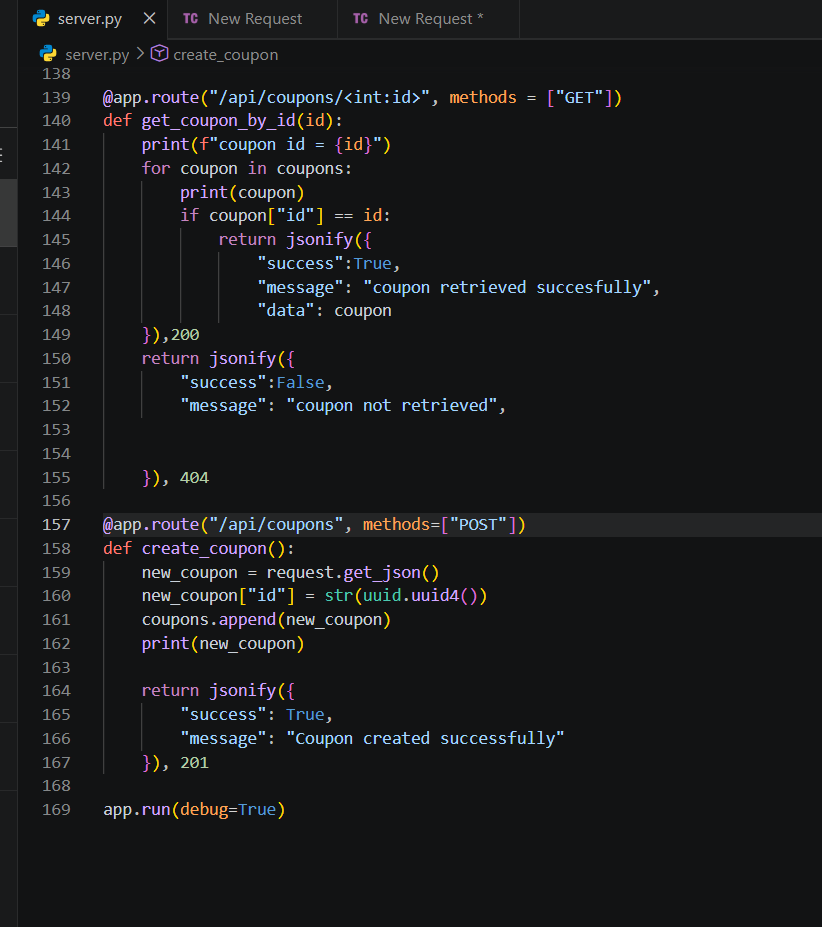 server.py × TC New Request TC New Request *
server.py > create_coupon
138
139 @app.route("/api/coupons/<int:id>", methods = ["GET"])
140 def get_coupon_by_id(id):
141     print(f"coupon id = {id}")
142     for coupon in coupons:
143         print(coupon)
144         if coupon["id"] == id:
145             return jsonify({
146                 "success":True,
147                 "message": "coupon retrieved succesfully",
148                 "data": coupon
149     }),200
150     return jsonify({
151         "success":False,
152         "message": "coupon not retrieved",
153
154
155     }), 404
156
157 @app.route("/api/coupons", methods=["POST"])
158 def create_coupon():
159     new_coupon = request.get_json()
160     new_coupon["id"] = str(uuid.uuid4())
161     coupons.append(new_coupon)
162     print(new_coupon)
163
164     return jsonify({
165         "success": True,
166         "message": "Coupon created successfully"
167     }), 201
168
169 app.run(debug=True)